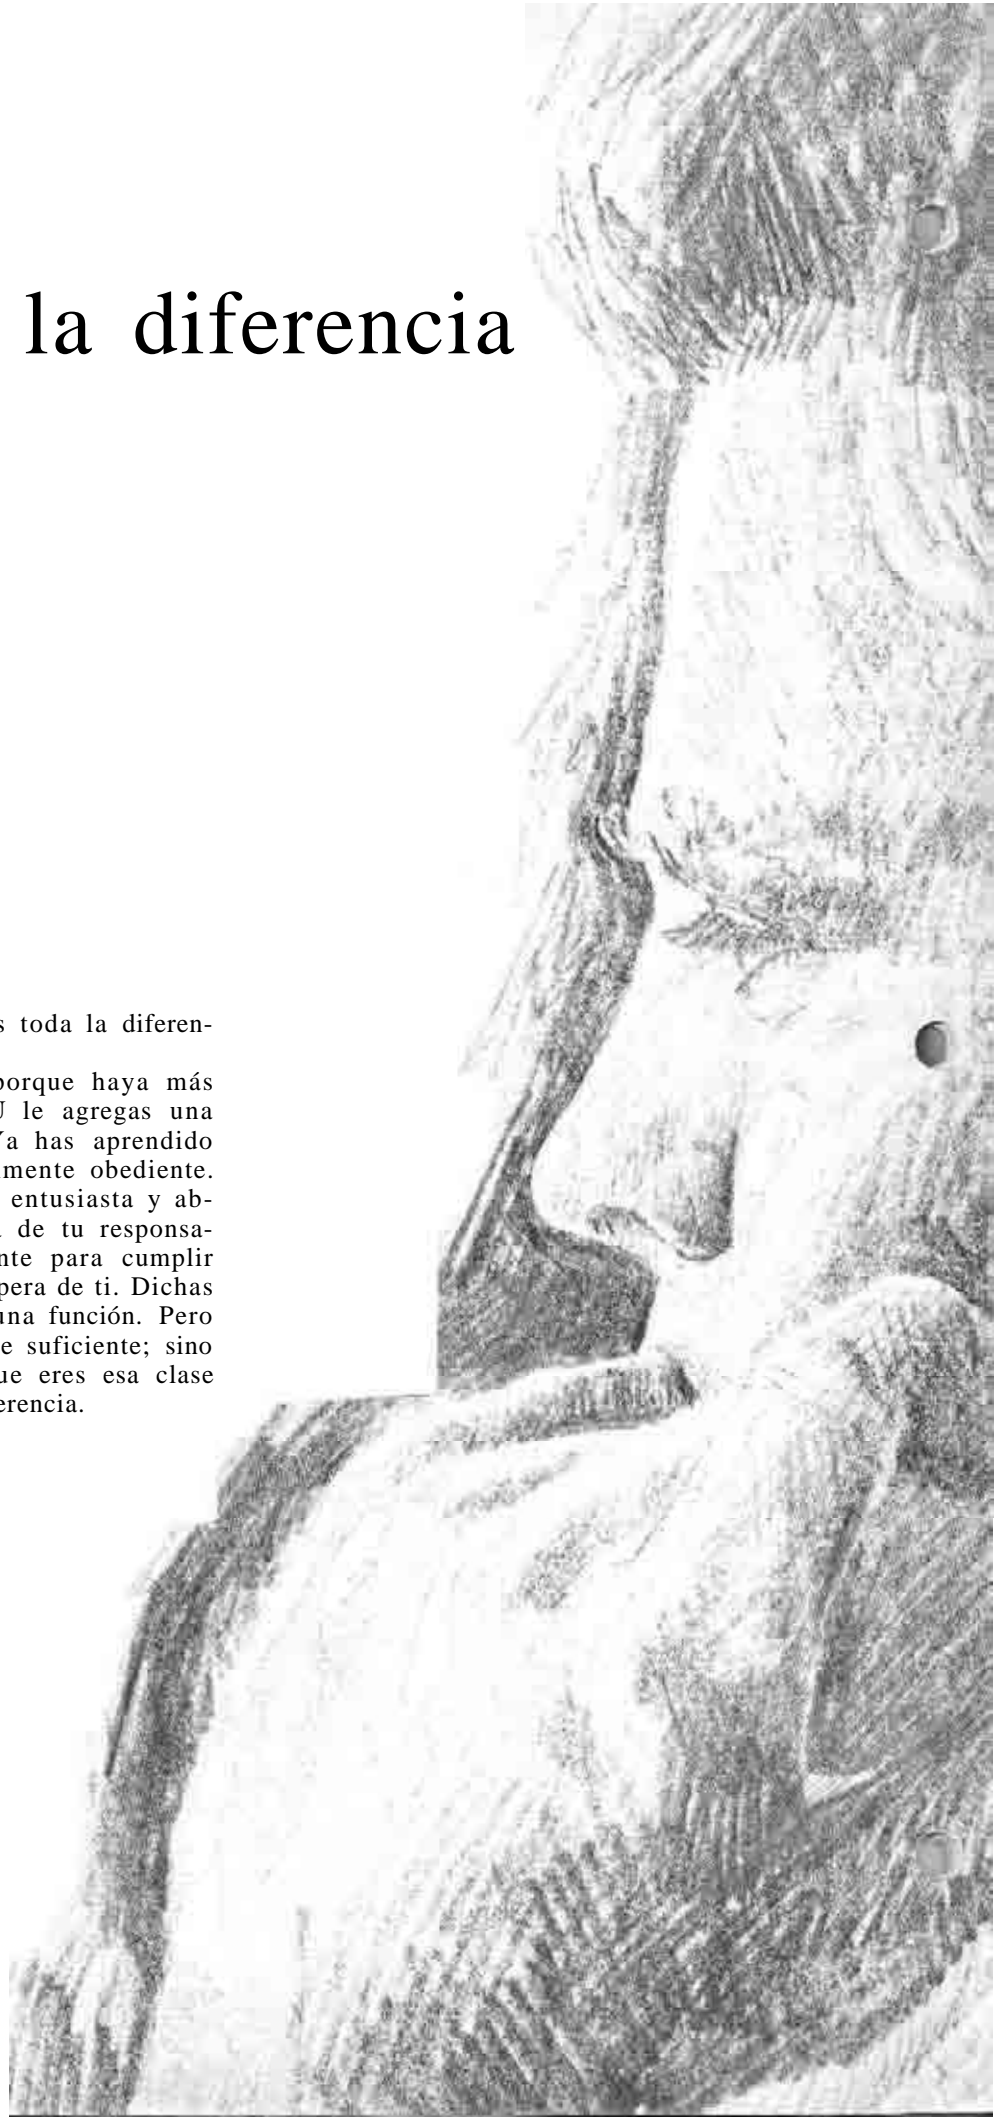 la diferencia
s toda la diferen-
porque haya más
le agregas una
Ya has aprendido
mente obediente.
entusiasta y ab-
de tu responsa-
nte para cumplir
pera de ti. Dichas
una función. Pero
e suficiente; sino
ue eres esa clase
erencia.